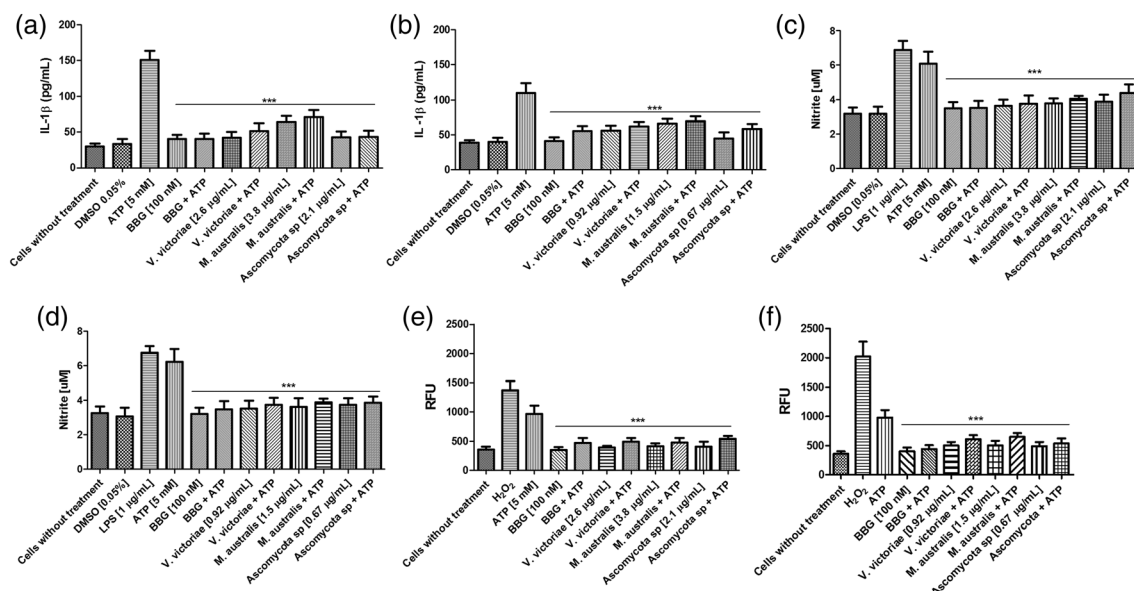 (a)
IL-1β (pg/mL)
200
150
100
50
0
***
Cells without treatment
DMSO 0.05%
ATP [5 mM]
BBG [100 nM]
BBG + ATP
V. victoriae [2.6 µg/mL]
V. victoriae + ATP
M. australis [3.8 µg/mL]
M. australis + ATP
Ascomycota sp [2.1 µg/mL]
Ascomycota sp + ATP
(b)
IL -1β (pg/mL)
200
150
100
50
0
***
Cells without treatment
DMSO [0.05%]
ATP [5 mM]
BBG [100 nM]
BBG + ATP
V. victoriae [0.92 µg/mL]
V. victoriae + ATP
M. australis [1.5 µg/mL]
M. australis + ATP
Ascomycota sp [0.67 µg/mL]
Ascomycota sp + ATP
(c)
Nitrite [uM]
8
6
4
2
0
***
Cells without treatment
DMSO [0.05%]
LPS [1 µg/mL]
ATP [5 mM]
BBG [100 nM]
BBG + ATP
V. victoriae [2.6 µg/mL]
V. victoriae + ATP
M. australis [3.8 µg/mL]
M. australis + ATP
Ascomycota sp [2.1 µg/mL]
Ascomycota sp + ATP
(d)
Nitrite [uM]
8
6
4
2
0
***
Cells without treatment
DMSO [0.05%]
LPS [1 µg/mL]
ATP [5 mM]
BBG [100 nM]
BBG + ATP
V. victoriae [0.92 µg/mL]
V. victoriae + ATP
M. australis [1.5 µg/mL]
M. australis + ATP
Ascomycota sp [0.67 µg/mL]
Ascomycota sp + ATP
(e)
RFU
2500
2000
1500
1000
500
0
***
Cells without treatment
H₂O₂
ATP [5 mM]
BBG [100 nM]
BBG + ATP
V. victoriae [2.6 µg/mL]
V. victoriae + ATP
M. australis [3.8 µg/mL]
M. australis + ATP
Ascomycota sp [2.1 µg/mL]
Ascomycota sp + ATP
(f)
RFU
2500
2000
1500
1000
500
0
***
Cells without treatment
H₂O₂
ATP
BBG [100 nM]
BBG + ATP
V. victoriae [0.92 µg/mL]
V. victoriae + ATP
M. australis [1.5 µg/mL]
M. australis + ATP
Ascomycota sp [0.67 µg/mL]
Ascomycota + ATP